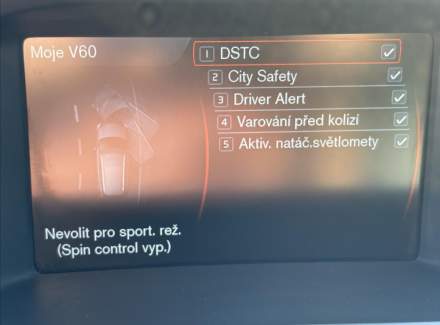 Moje V60
1 DSTC
2 City Safety
3 Driver Alert
4 Varování před kolizí
5 Aktiv. natáč.světlomety
Nevolit pro sport. rež.
(Spin control vyp.)